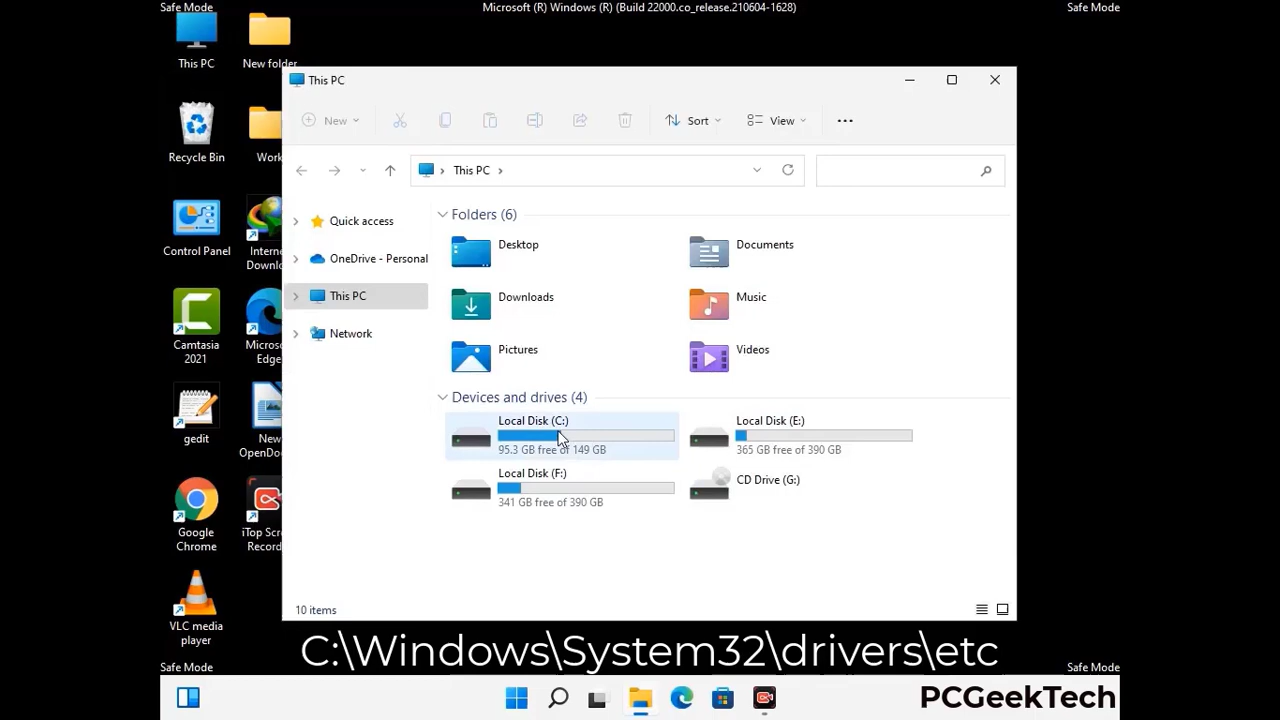 Safe Mode
Microsoft (R) Windows (R) (Build 22000.co_release.210604-1628)
Safe Mode
This PC
New folder
Recycle Bin
Work
Control Panel
Intern
Downlo
Camtasia
2021
Micros
Edge
gedit
New
OpenDo
Google
Chrome
iTop Scre
Record
VLC media
player
This PC
New
Sort
View
This PC
Quick access
OneDrive - Personal
This PC
Network
Folders (6)
Desktop
Documents
Downloads
Music
Pictures
Videos
Devices and drives (4)
Local Disk (C:)
95.3 GB free of 149 GB
Local Disk (E:)
365 GB free of 390 GB
Local Disk (F:)
341 GB free of 390 GB
CD Drive (G:)
10 items
C:\Windows\System32\drivers\etc
Safe Mode
Safe Mode
PCGeekTech